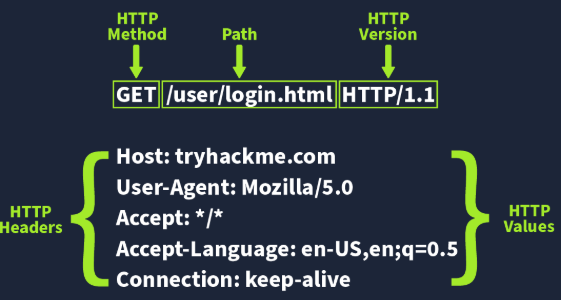 HTTP Method
Path
HTTP Version
GET /user/login.html HTTP/1.1
Host: tryhackme.com
User-Agent: Mozilla/5.0
Accept: */*
Accept-Language: en-US,en;q=0.5
Connection: keep-alive
HTTP Headers
HTTP Values